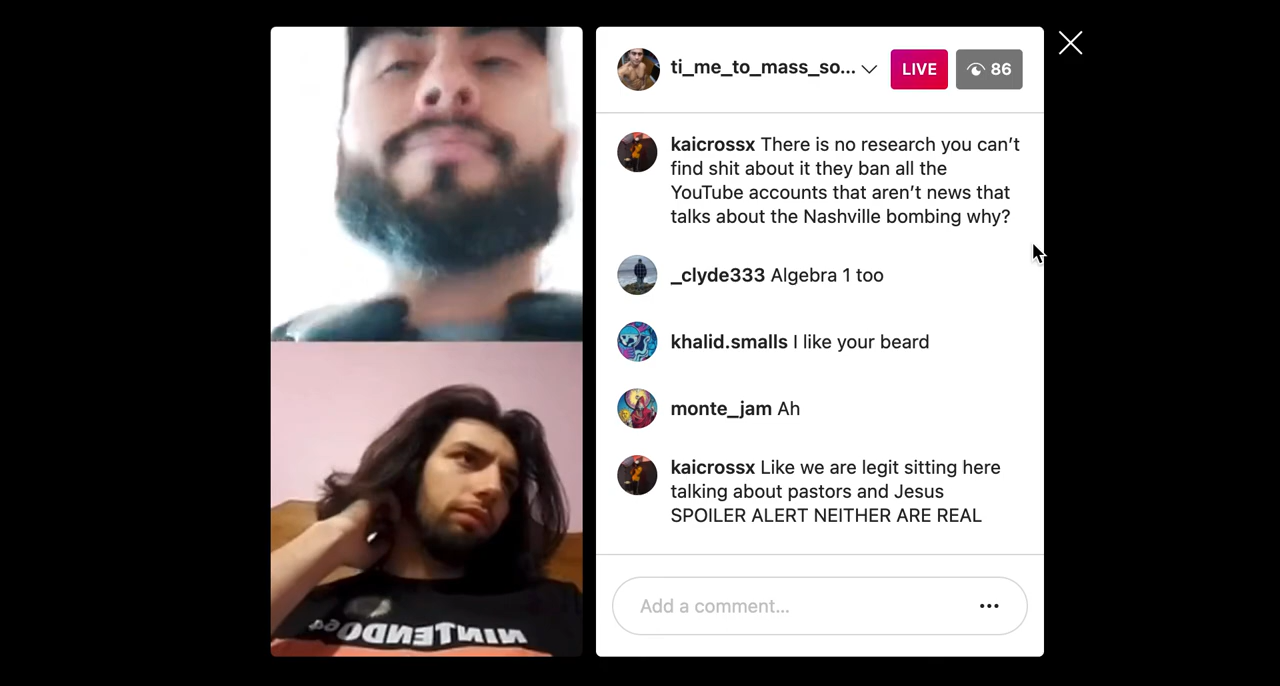 ti_me_to_mass_so...
LIVE
86
kaicrossx There is no research you can’t
find shit about it they ban all the
YouTube accounts that aren’t news that
talks about the Nashville bombing why?
_clyde333 Algebra 1 too
khalid.smalls I like your beard
monte_jam Ah
kaicrossx Like we are legit sitting here
talking about pastors and Jesus
SPOILER ALERT NEITHER ARE REAL
Add a comment...
NINTENDO64